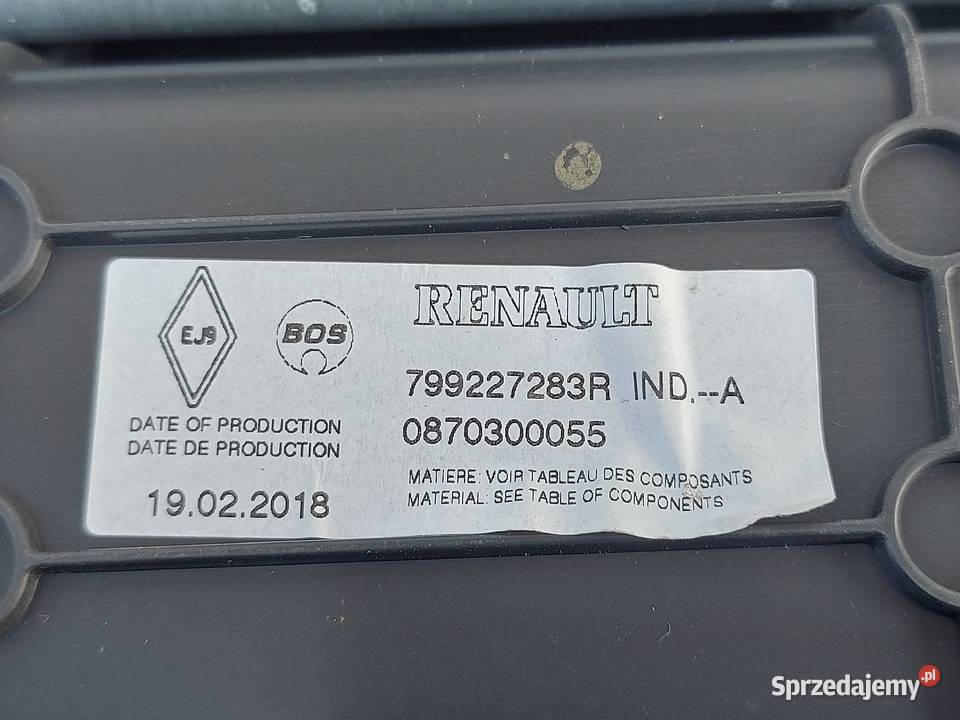 EJ9
BOS
RENAULT
799227283R IND.--A
0870300055
DATE OF PRODUCTION
DATE DE PRODUCTION
19.02.2018
MATIERE: VOIR TABLEAU DES COMPOSANTS
MATERIAL: SEE TABLE OF COMPONENTS
Sprzedajemy.pl